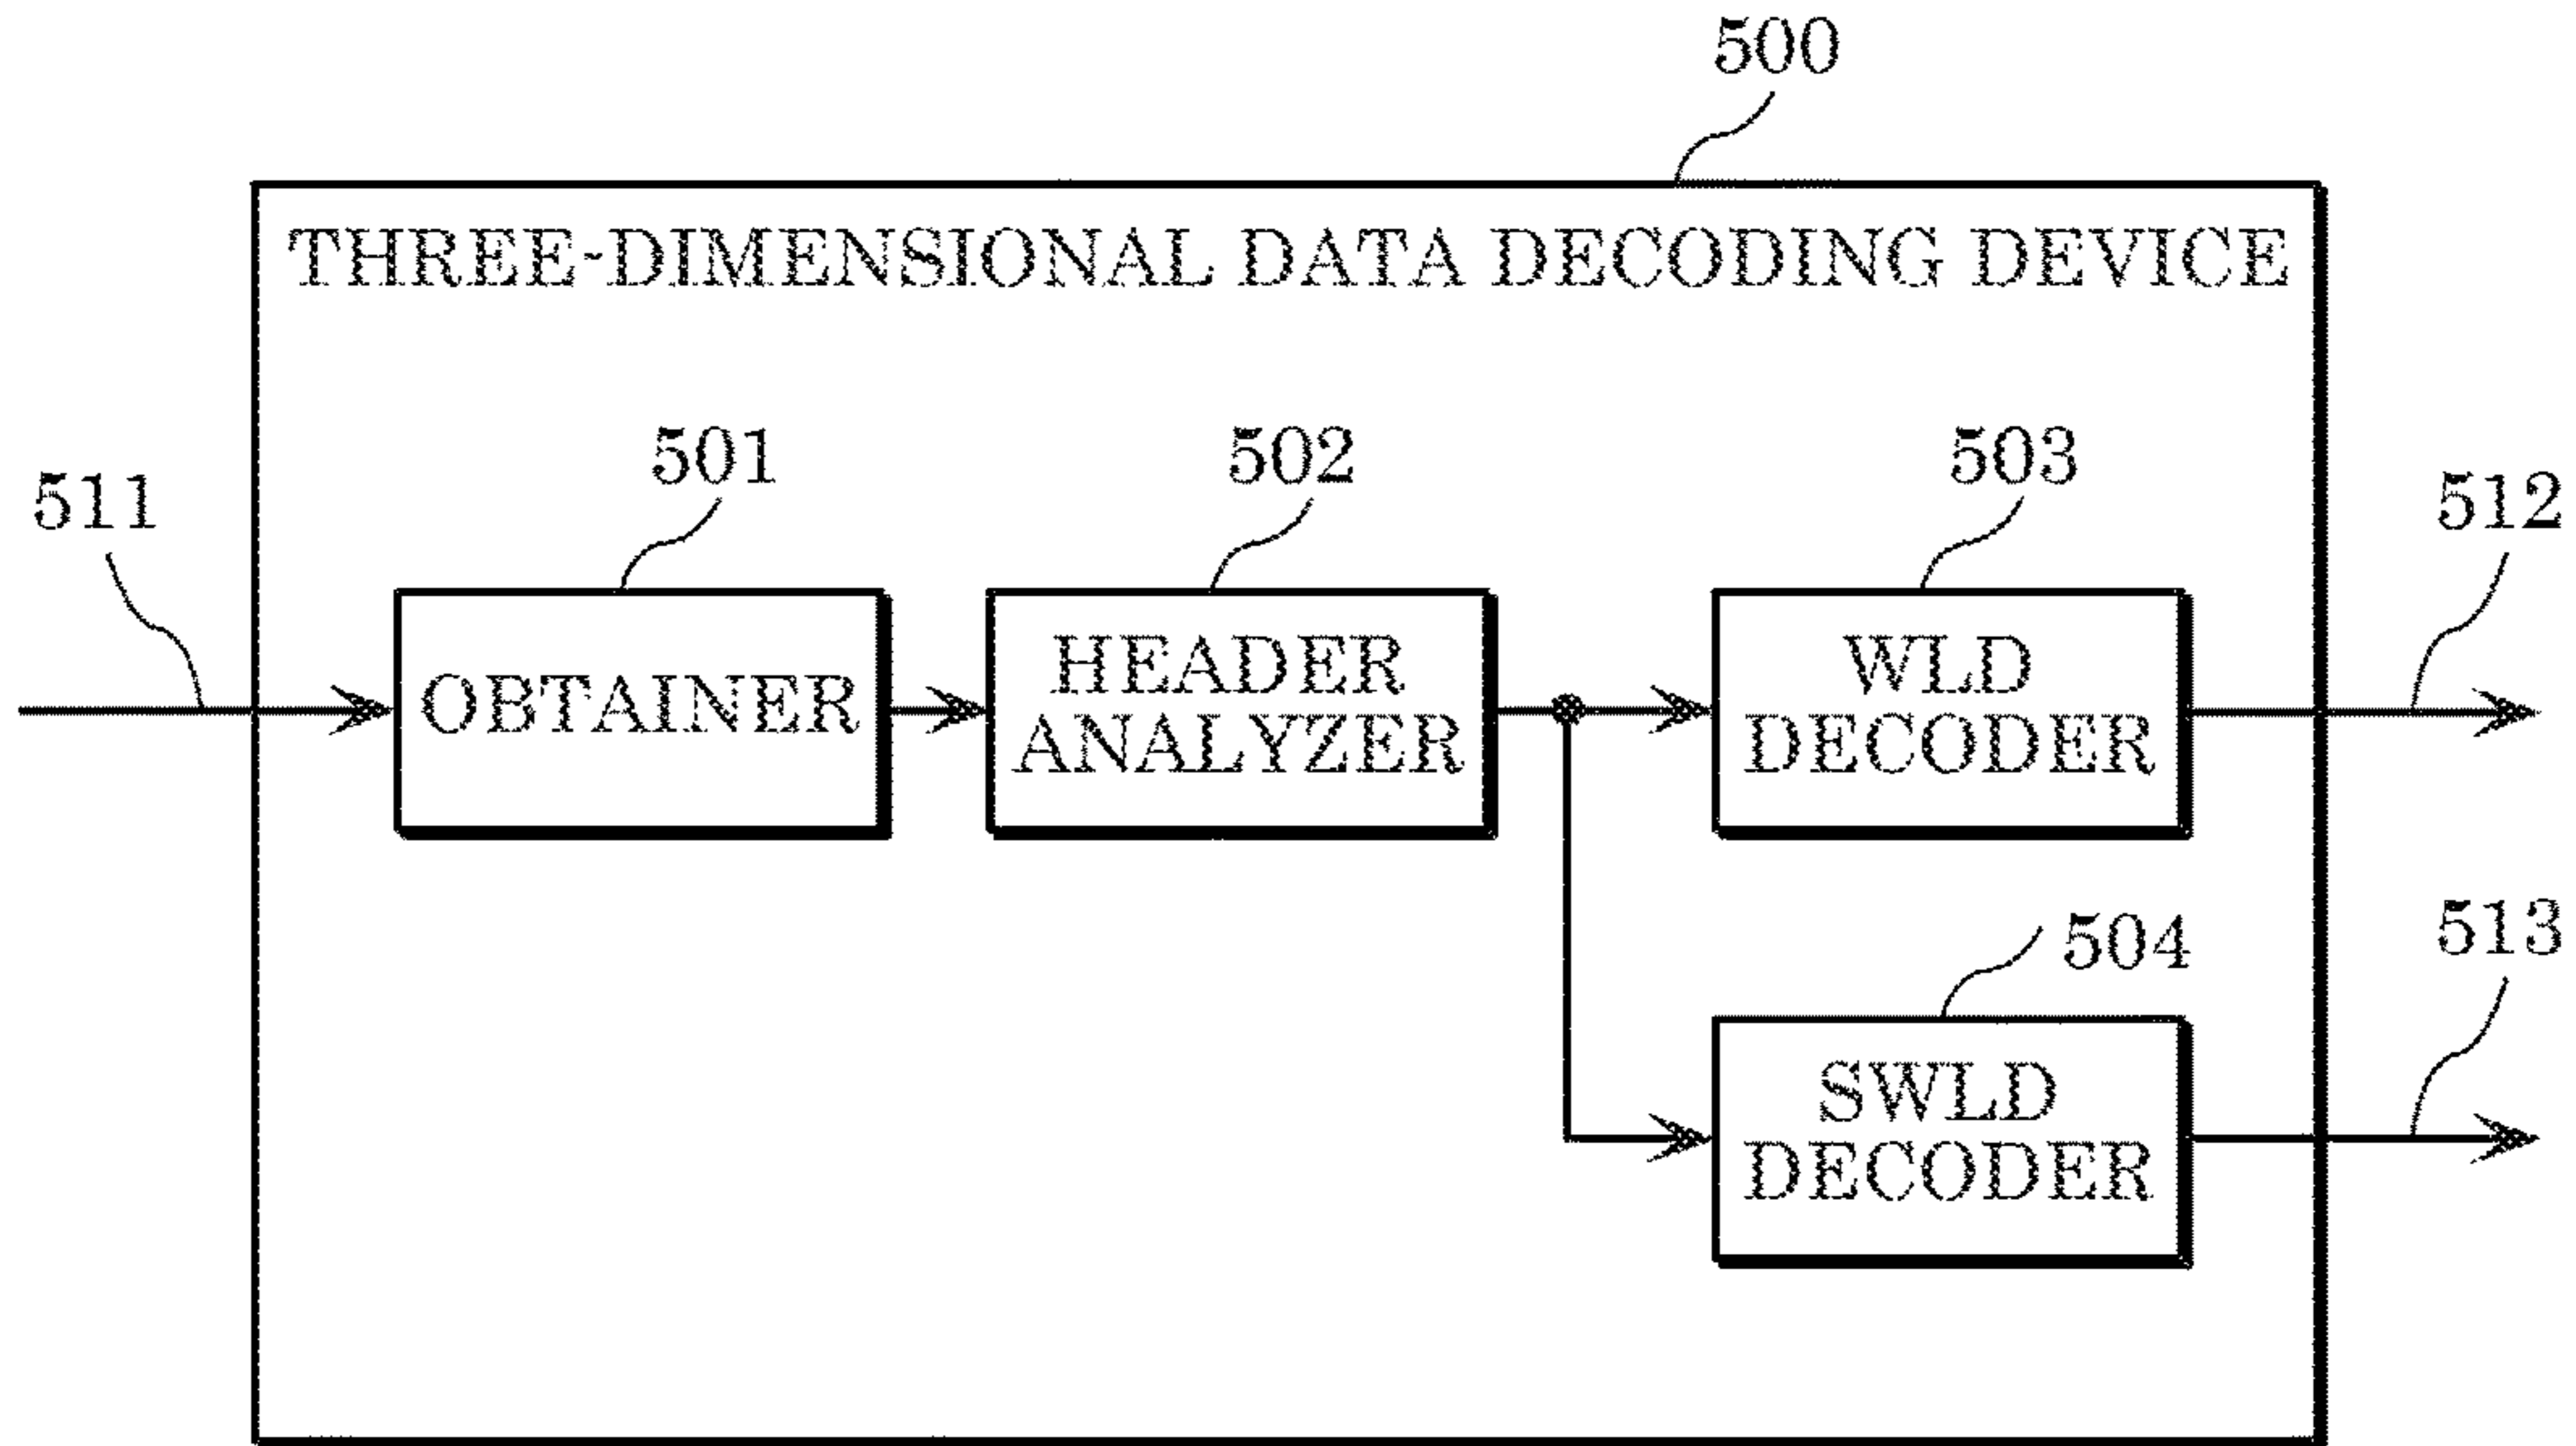 500
THREE-DIMENSIONAL DATA DECODING DEVICE
501
502
503
511
512
OBTAINER
HEADER
ANALYZER
WLD
DECODER
504
513
SWLD
DECODER